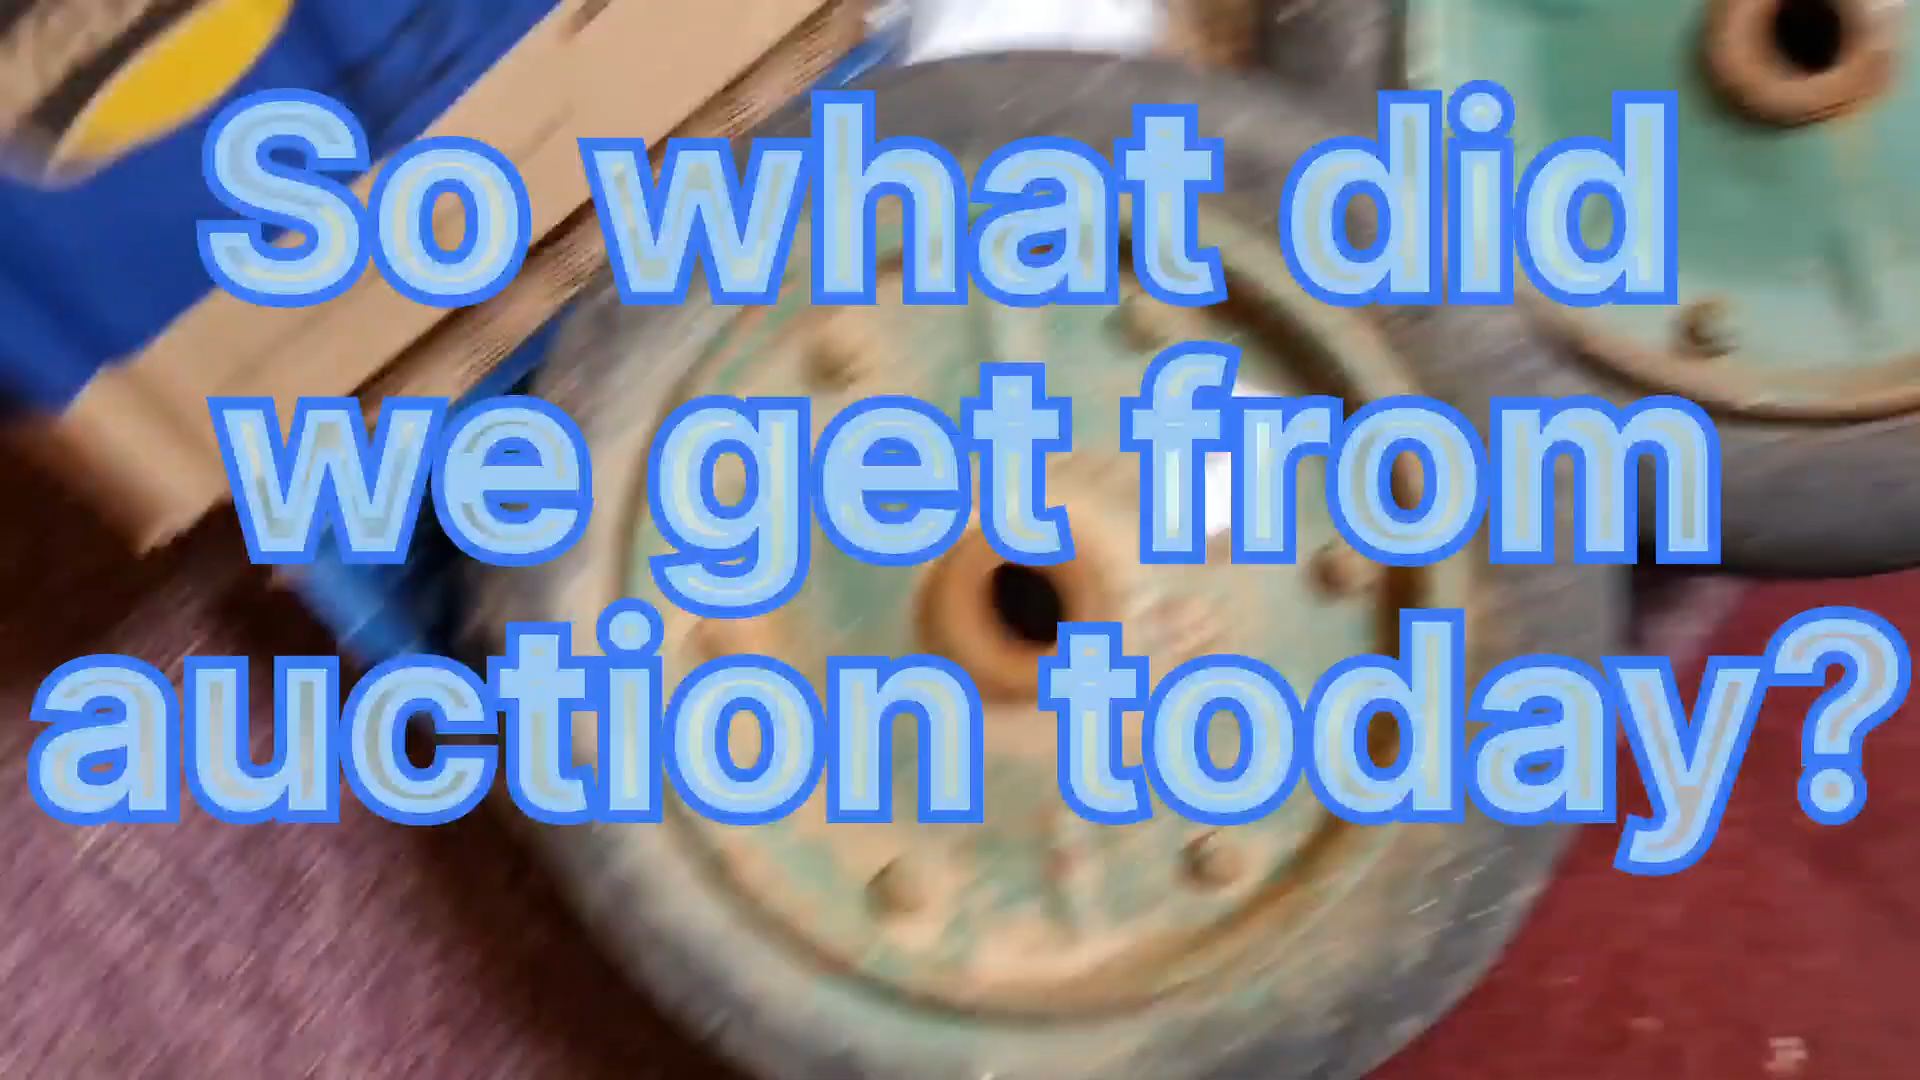 So what did
we get from
auction today?